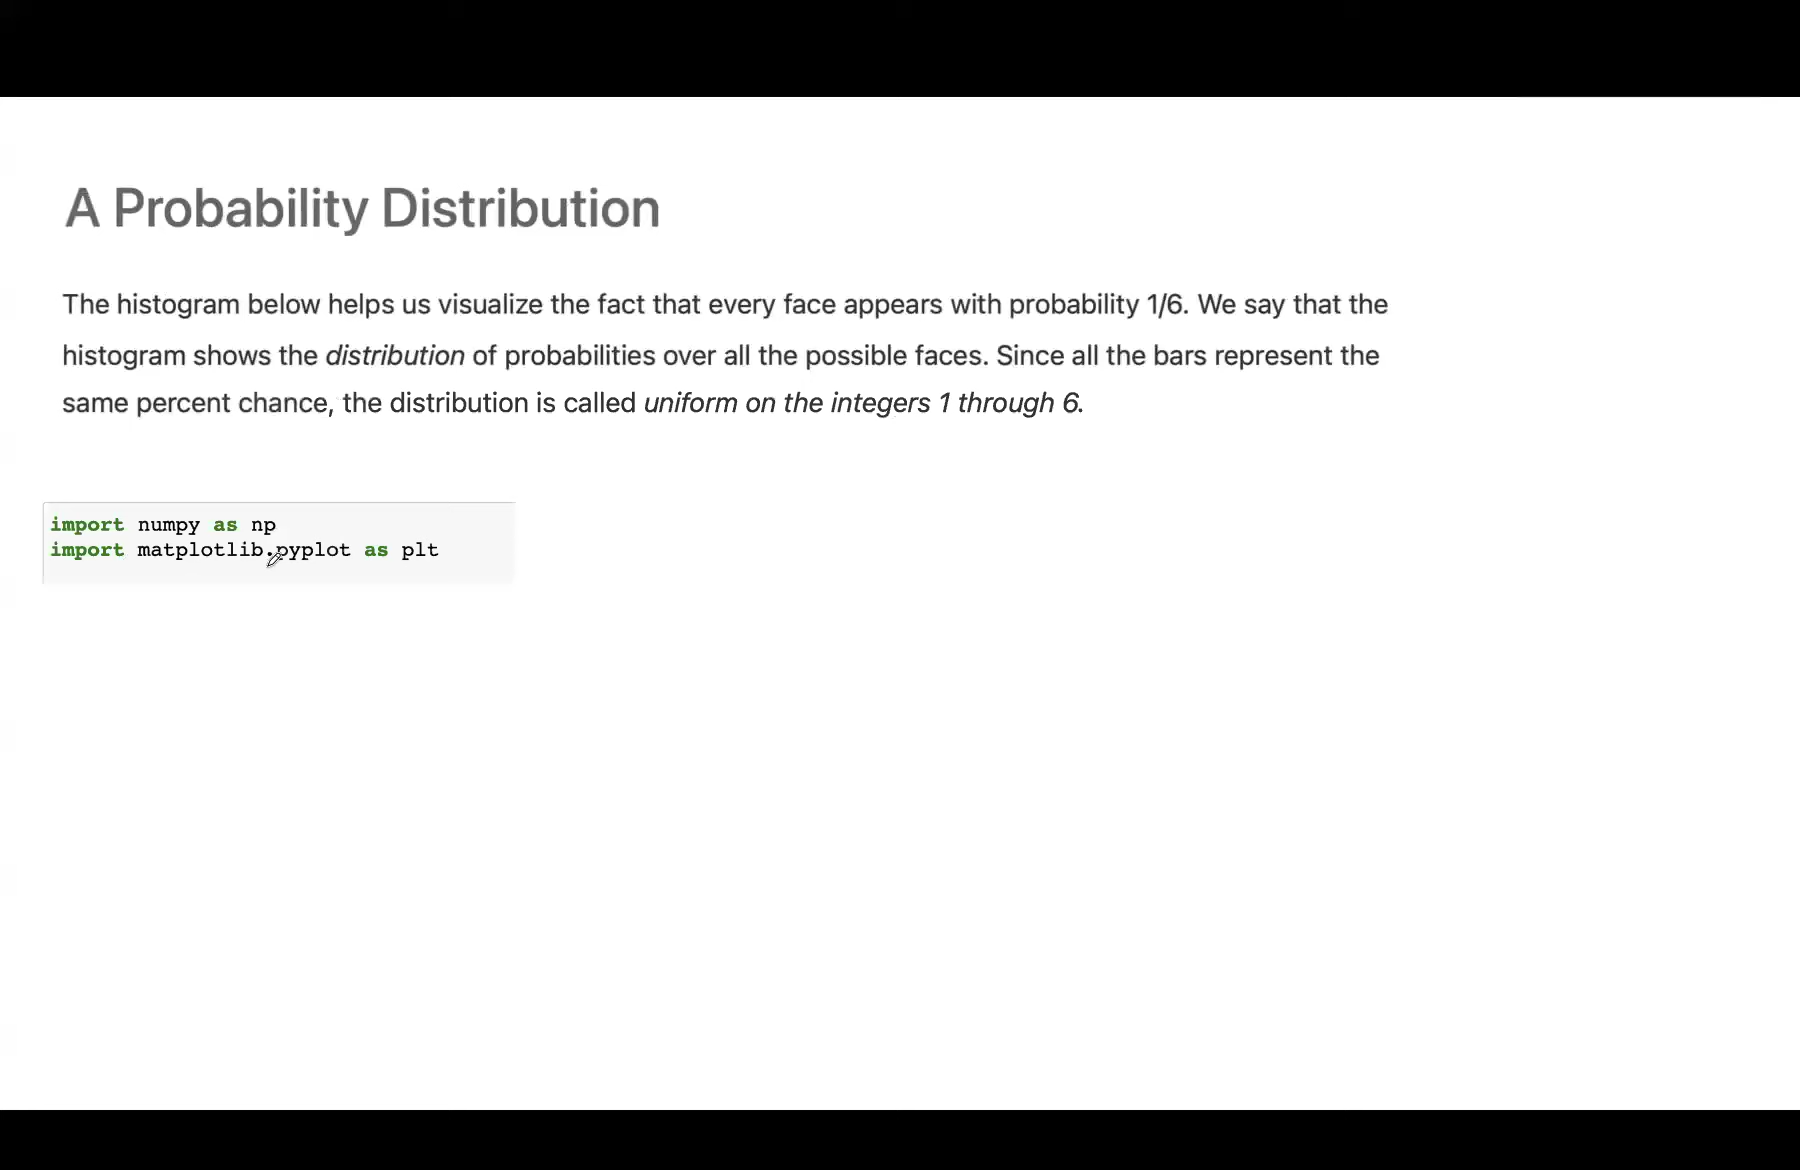 A Probability Distribution
The histogram below helps us visualize the fact that every face appears with probability 1/6. We say that the
histogram shows the distribution of probabilities over all the possible faces. Since all the bars represent the
same percent chance, the distribution is called uniform on the integers 1 through 6.
import numpy as np
import matplotlib.pyplot as plt